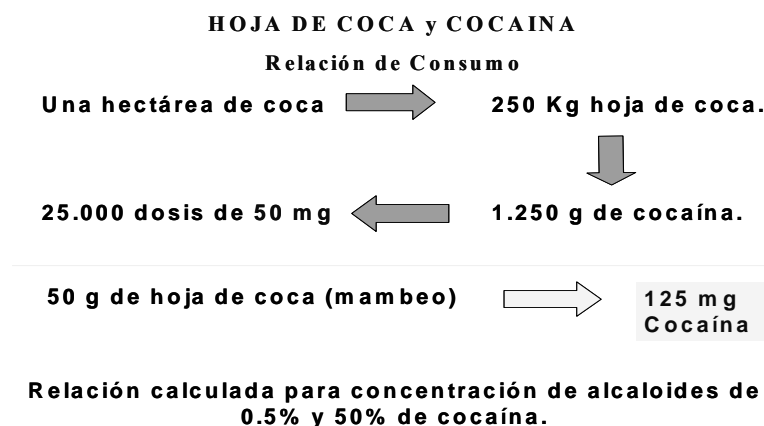 HOJA DE COCA y COCAINA
Relación de Consumo
Una hectárea de coca
250 Kg hoja de coca.
25.000 dosis de 50 mg
1.250 g de cocaína.
50 g de hoja de coca (mambeo)
125 mg
Cocaína
Relación calculada para concentración de alcaloides de
0.5% y 50% de cocaína.